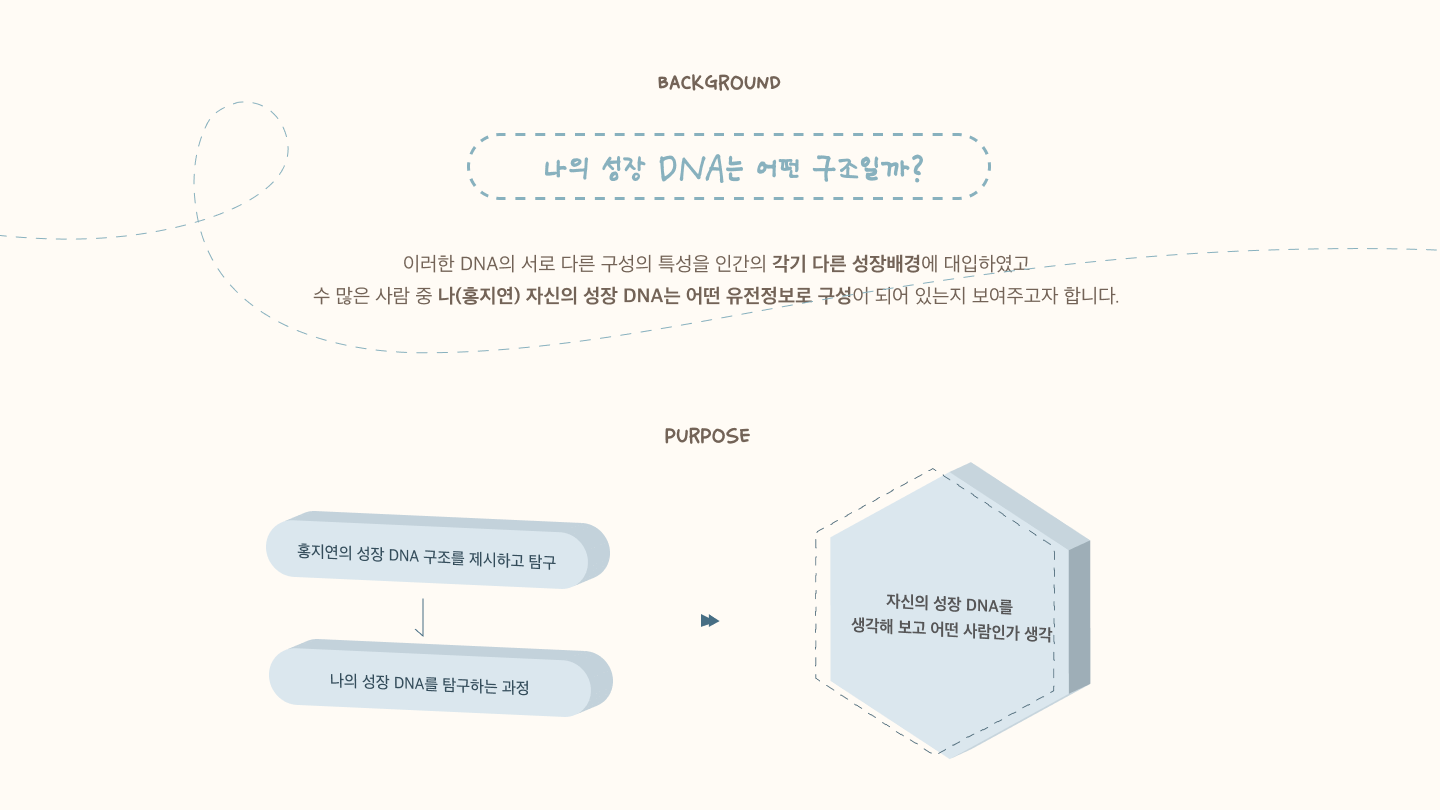 BACKGROUND
나의 성장 DNA는 어떤 구조일까?
이러한 DNA의 서로 다른 구성의 특성을 인간의 각기 다른 성장배경에 대입하였고
수 많은 사람 중 나(홍지연) 자신의 성장 DNA는 어떤 유전정보로 구성이 되어 있는지 보여주고자 합니다.
PURPOSE
홍지연의 성장 DNA 구조를 제시하고 탐구
나의 성장 DNA를 탐구하는 과정
자신의 성장 DNA를
생각해 보고 어떤 사람인가 생각